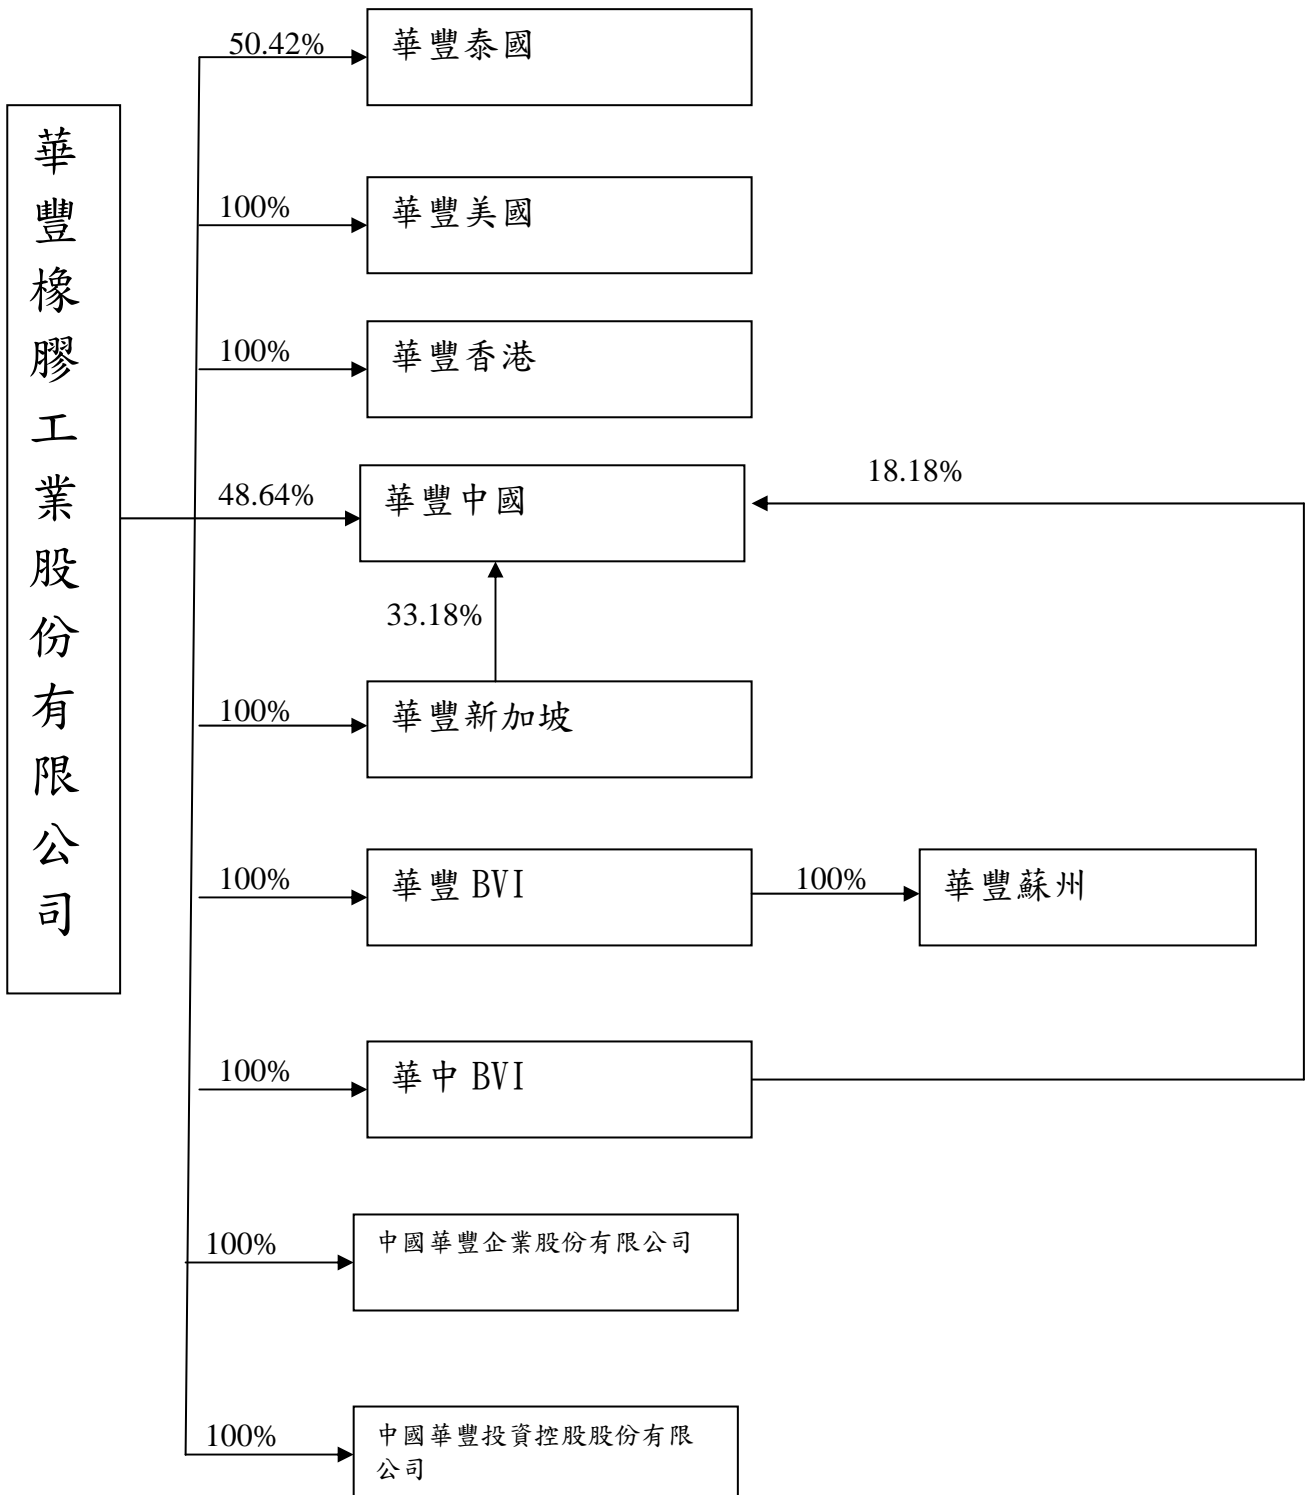 50.42%
華豐泰國
華豐橡膠工業股份有限公司
100%
華豐美國
100%
華豐香港
48.64%
華豐中國
18.18%
33.18%
100%
華豐新加坡
100%
華豐 BVI
100%
華豐蘇州
100%
華中 BVI
100%
中國華豐企業股份有限公司
100%
中國華豐投資控股股份有限
公司